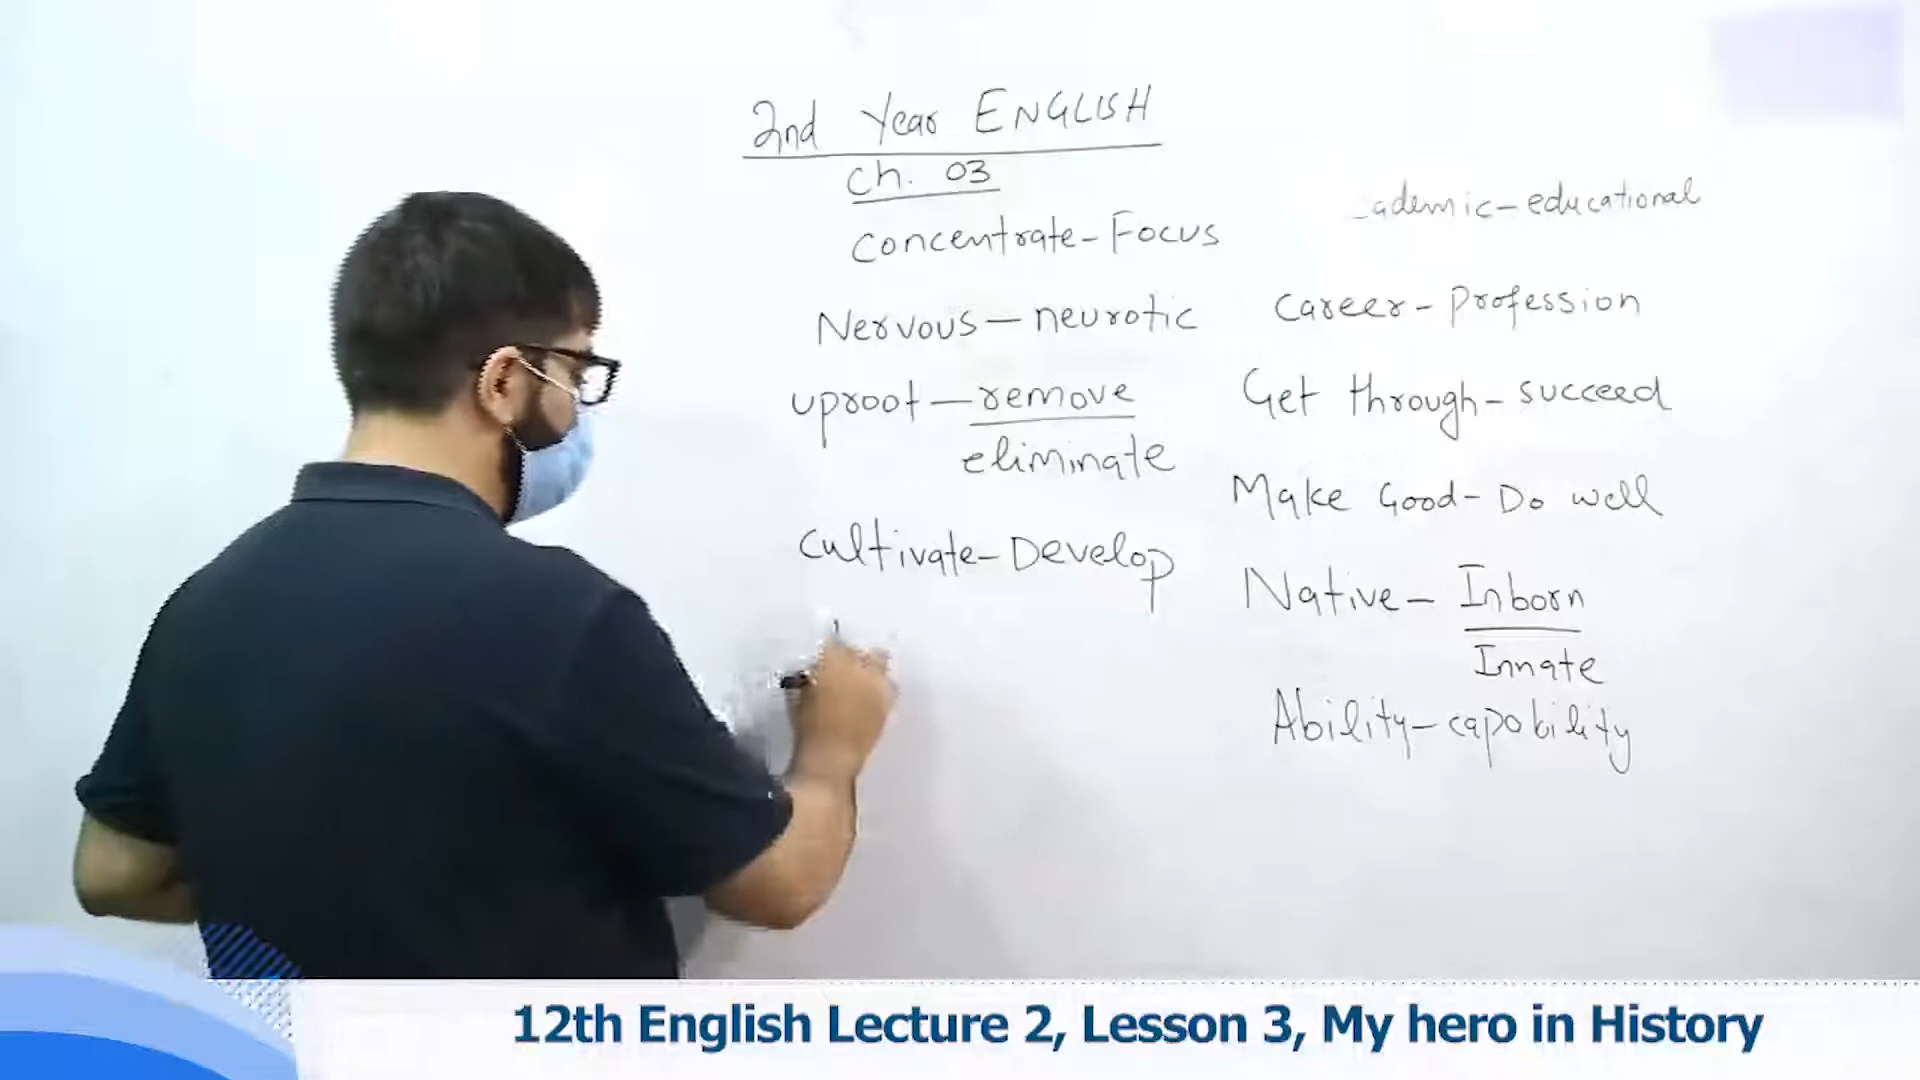 2nd Year ENGLISH
Ch. 03
Concentrate - Focus
Nervous - neurotic
uproot - remove
eliminate
Cultivate - Develop
- educational
Career - Profession
Get through - succeed
Make Good - Do well
Native - Inborn
Innate
Ability - capability
12th English Lecture 2, Lesson 3, My hero in History